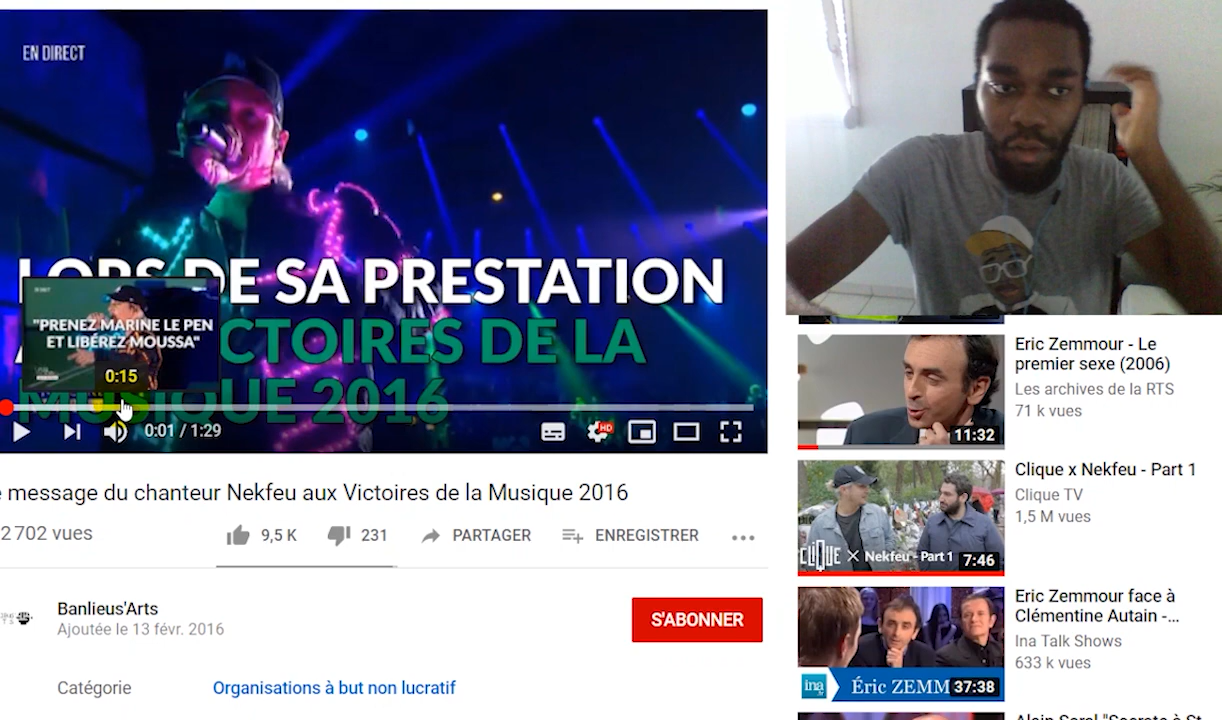 EN DIRECT
LORS DE SA PRESTATION
CTOIRES DE LA
MUSIQUE 2016
"PRENEZ MARINE LE PEN
ET LIBÉREZ MOUSSA"
0:15
0:01 / 1:29
HD
message du chanteur Nekfeu aux Victoires de la Musique 2016
2 702 vues
9,5 K
231
PARTAGER
ENREGISTRER
Banlieus'Arts
Ajoutée le 13 févr. 2016
S'ABONNER
Catégorie
Organisations à but non lucratif
Eric Zemmour - Le
premier sexe (2006)
Les archives de la RTS
71 k vues
11:32
Clique x Nekfeu - Part 1
Clique TV
1,5 M vues
CLIQUE X Nekfeu - Part 1
7:46
Eric Zemmour face à
Clémentine Autain -...
Ina Talk Shows
633 k vues
ina
Éric ZEMM
37:38